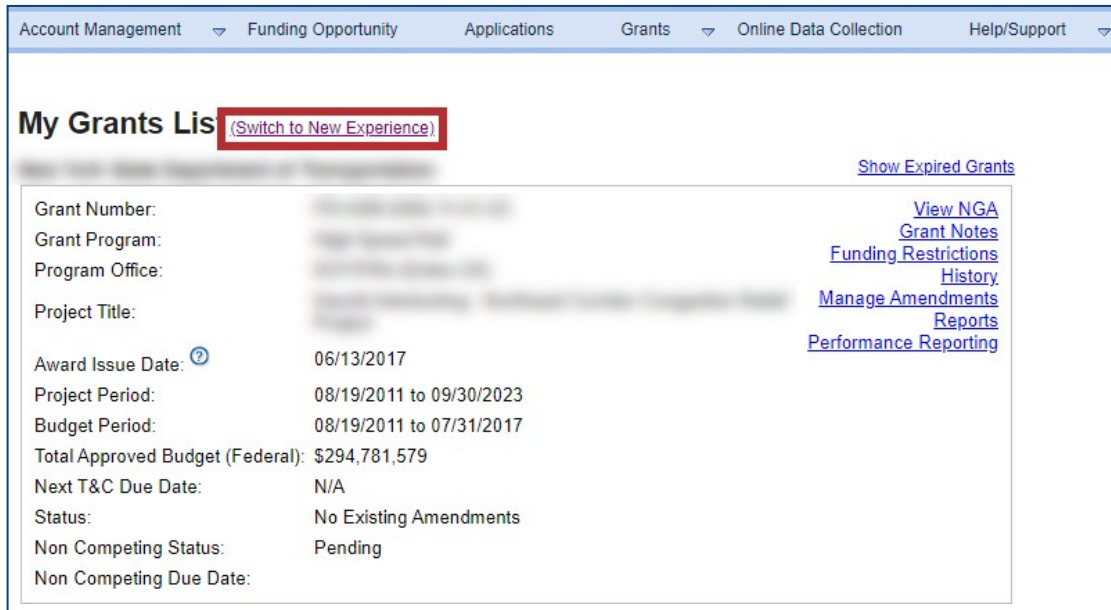 Account Management Funding Opportunity Applications Grants Online Data Collection Help/Support
My Grants Lis (Switch to New Experience)
Show Expired Grants
Grant Number:
View NGA
Grant Program:
Grant Notes
Program Office:
Funding Restrictions
History
Project Title:
Manage Amendments
Reports
Performance Reporting
Award Issue Date: ? 06/13/2017
Project Period: 08/19/2011 to 09/30/2023
Budget Period: 08/19/2011 to 07/31/2017
Total Approved Budget (Federal): $294,781,579
Next T&C Due Date: N/A
Status: No Existing Amendments
Non Competing Status: Pending
Non Competing Due Date: